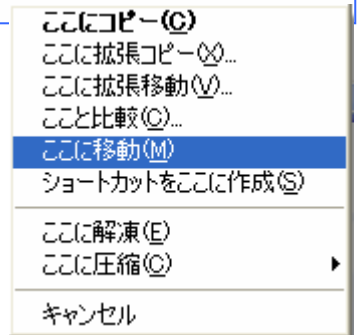 ここにコピー(C)
ここに拡張コピー(X)...
ここに拡張移動(V)...
ここと比較(O)...
ここに移動(M)
ショートカットをここに作成(S)
ここに解凍(E)
ここに圧縮(C)
キャンセル